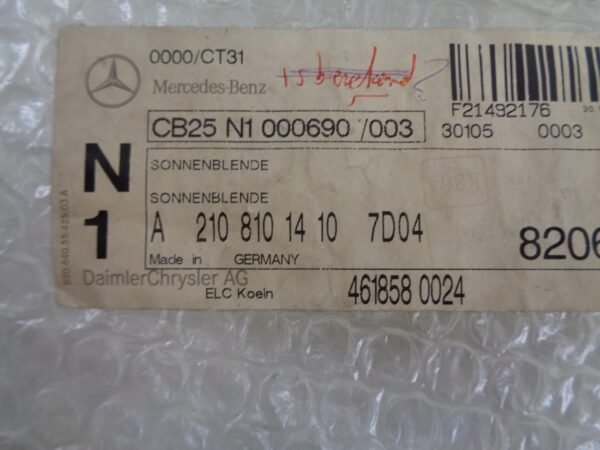 0000/CT31
Mercedes-Benz
F21492176
CB25 N1 000690 /003
30105 0003
N
1
SONNENBLENDE
SONNENBLENDE
A 210 810 14 10 7D04
8206
Made in GERMANY
DaimlerChrysler AG
ELC Koeln
461858 0024